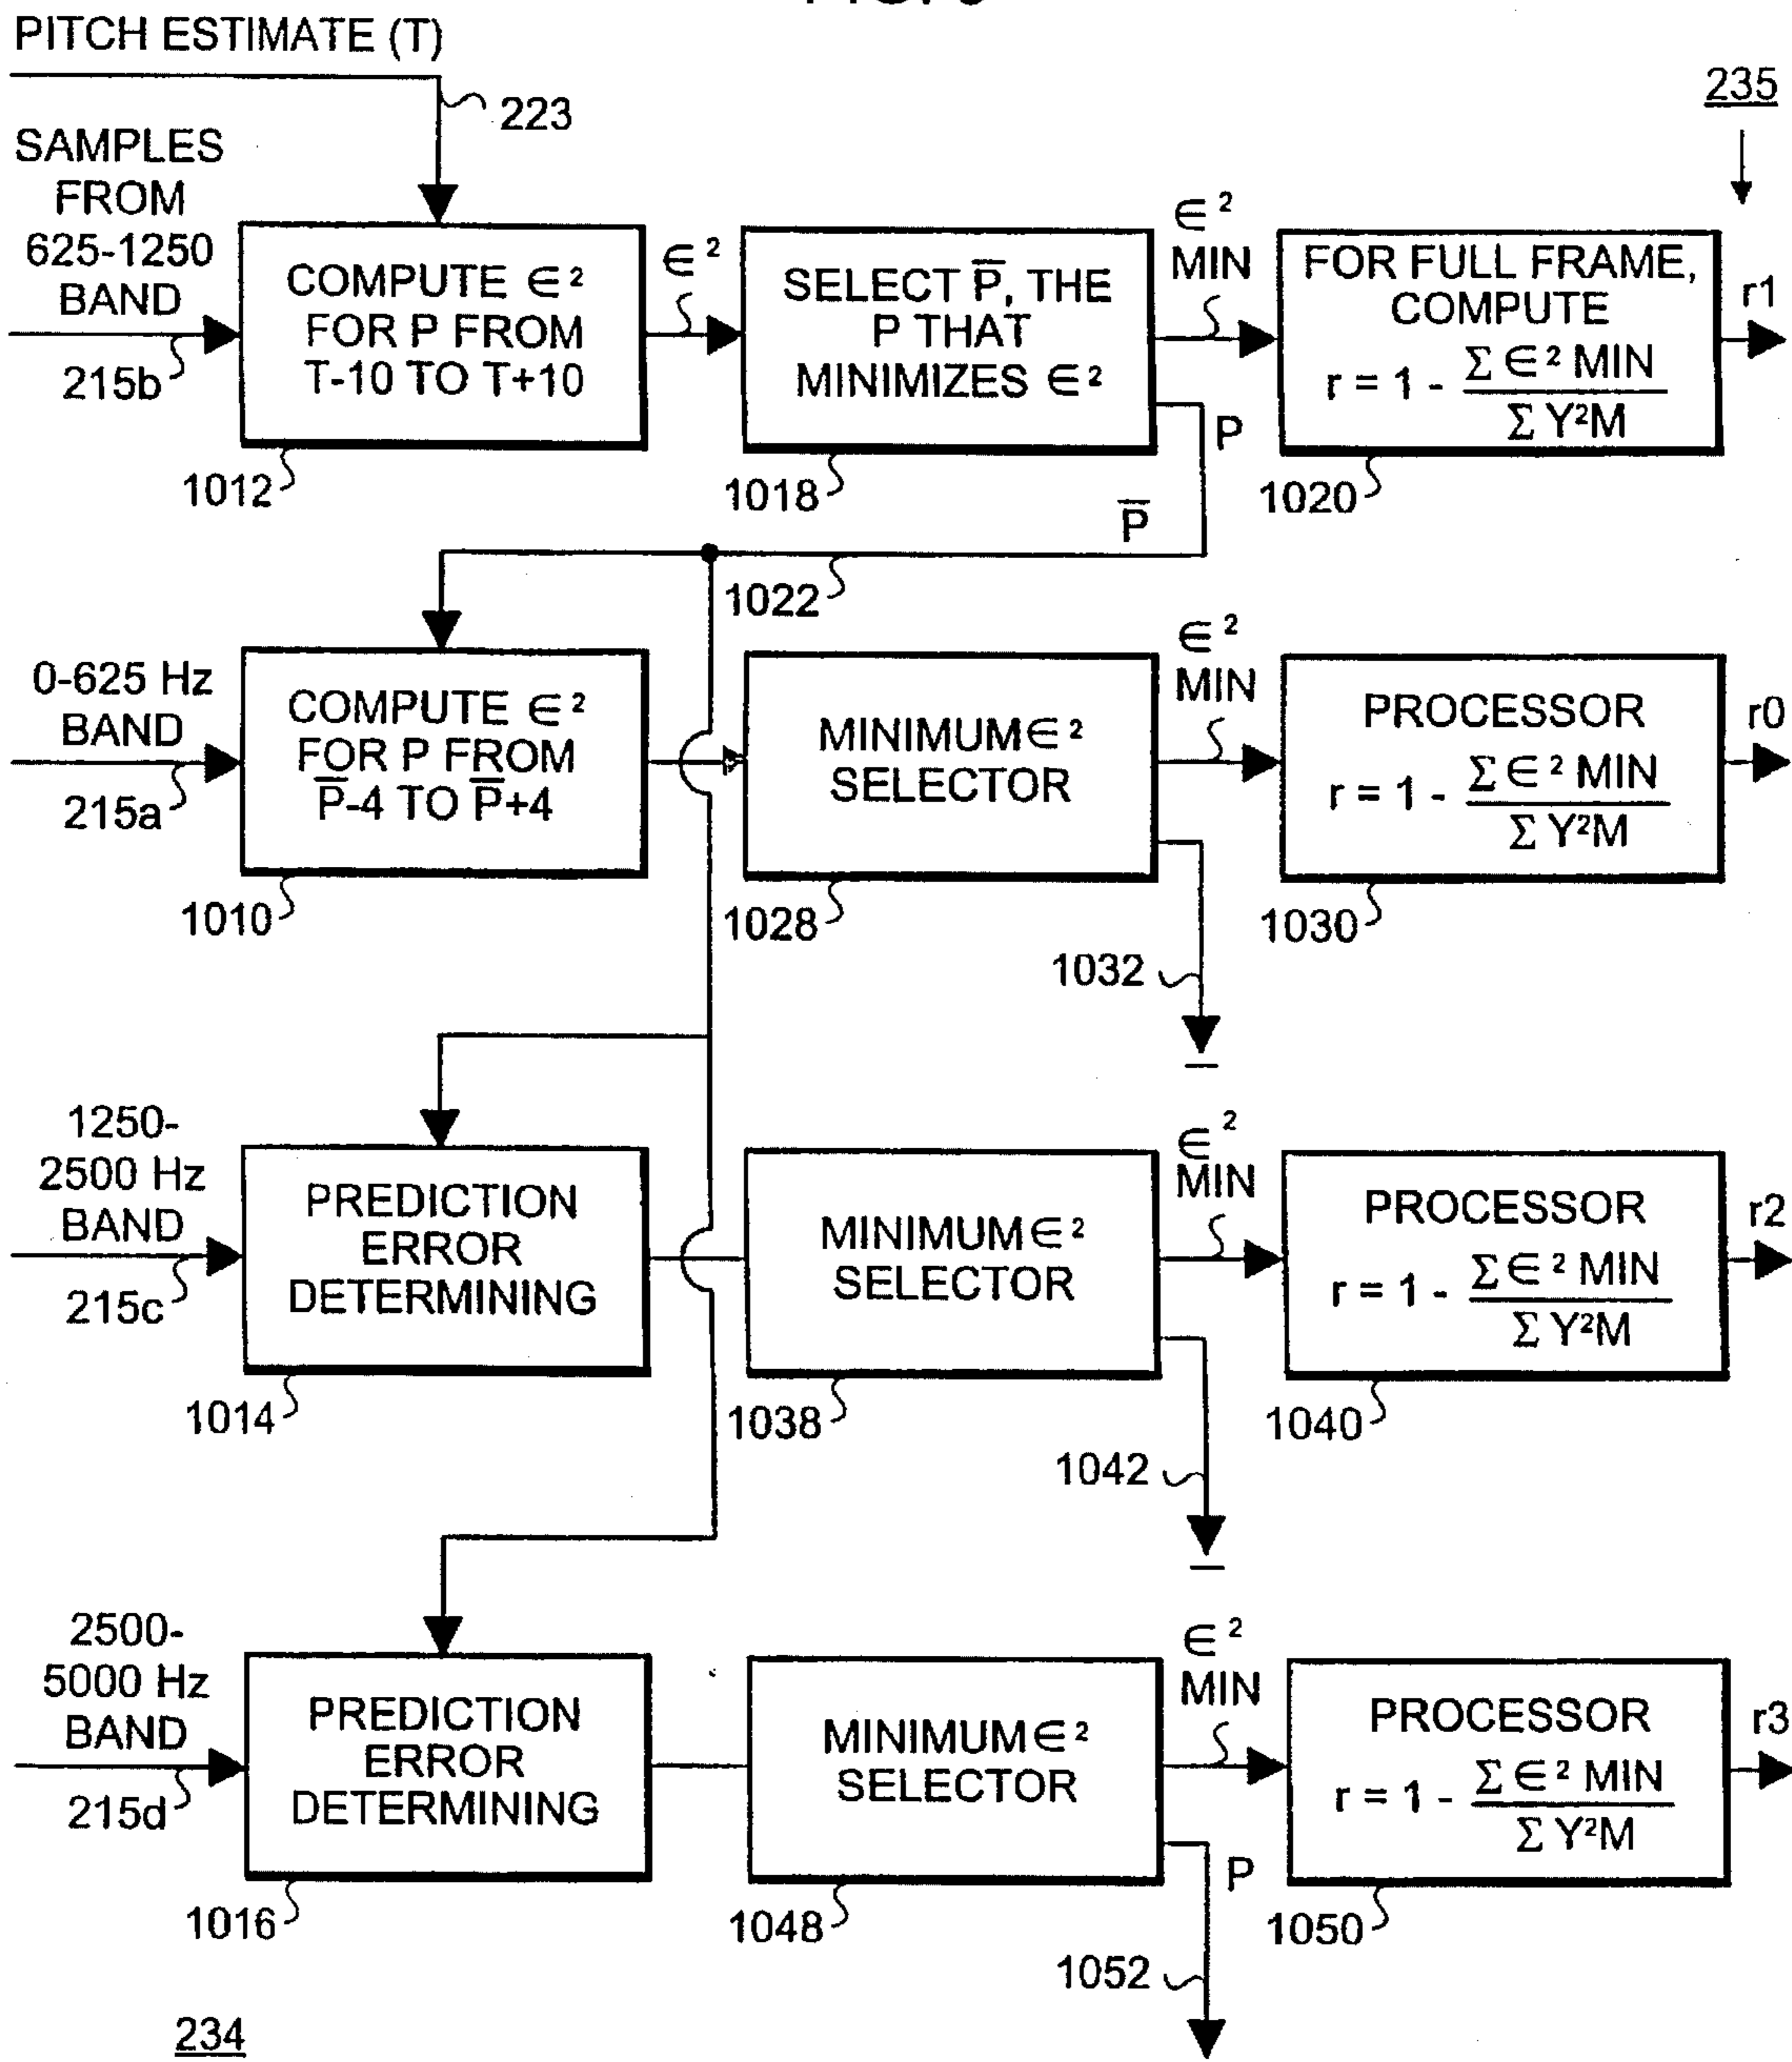 PITCH ESTIMATE (T)
223
235
SAMPLES
FROM
625-1250
BAND
215b
COMPUTE ∈²
FOR P FROM
T-10 TO T+10
1012
∈²
SELECT P̅, THE
P THAT
MINIMIZES ∈²
1018
∈²
MIN
P
FOR FULL FRAME,
COMPUTE
r = 1 - Σ ∈² MIN
Σ Y²M
1020
r1
P̅
1022
0-625 Hz
BAND
215a
COMPUTE ∈²
FOR P FROM
P̅-4 TO P̅+4
1010
MINIMUM ∈²
SELECTOR
1028
∈²
MIN
1032
PROCESSOR
r = 1 - Σ ∈² MIN
Σ Y²M
1030
r0
1250-
2500 Hz
BAND
215c
PREDICTION
ERROR
DETERMINING
1014
MINIMUM ∈²
SELECTOR
1038
∈²
MIN
1042
PROCESSOR
r = 1 - Σ ∈² MIN
Σ Y²M
1040
r2
2500-
5000 Hz
BAND
215d
PREDICTION
ERROR
DETERMINING
1016
MINIMUM ∈²
SELECTOR
1048
∈²
MIN
P
1052
PROCESSOR
r = 1 - Σ ∈² MIN
Σ Y²M
1050
r3
234